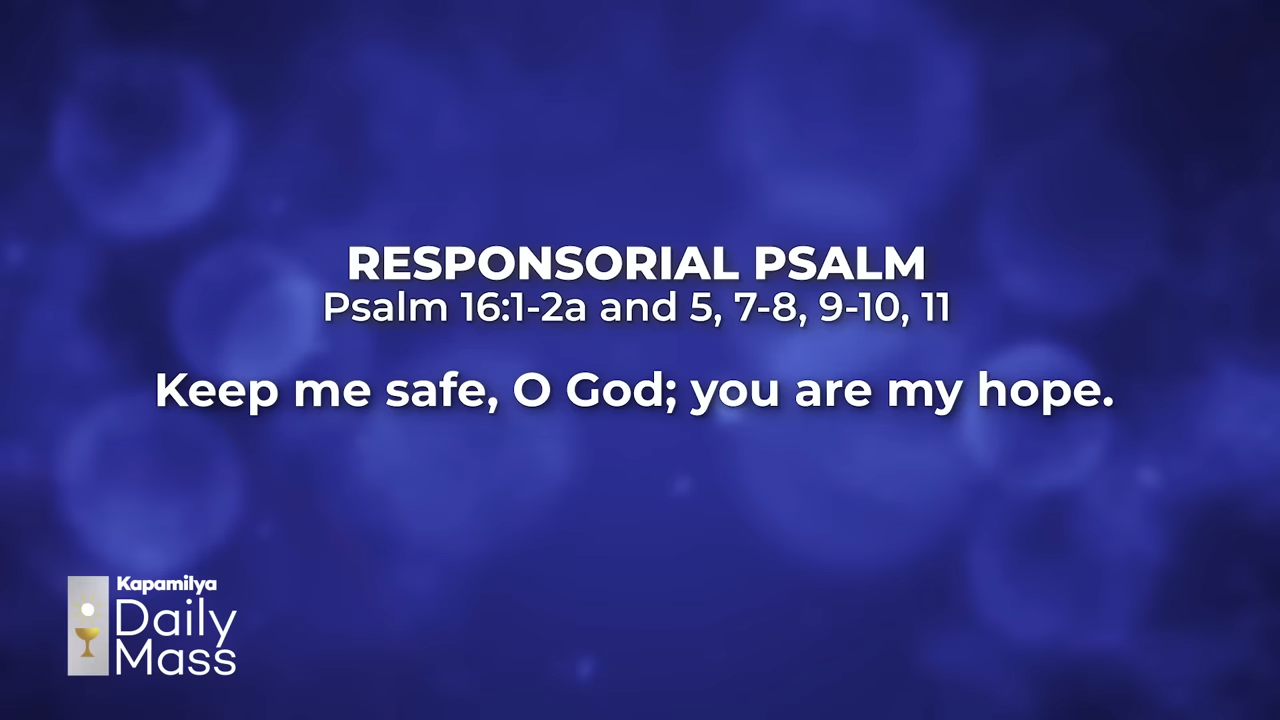 RESPONSORIAL PSALM
Psalm 16:1-2a and 5, 7-8, 9-10, 11
Keep me safe, O God; you are my hope.
Kapamilya
Daily
Mass